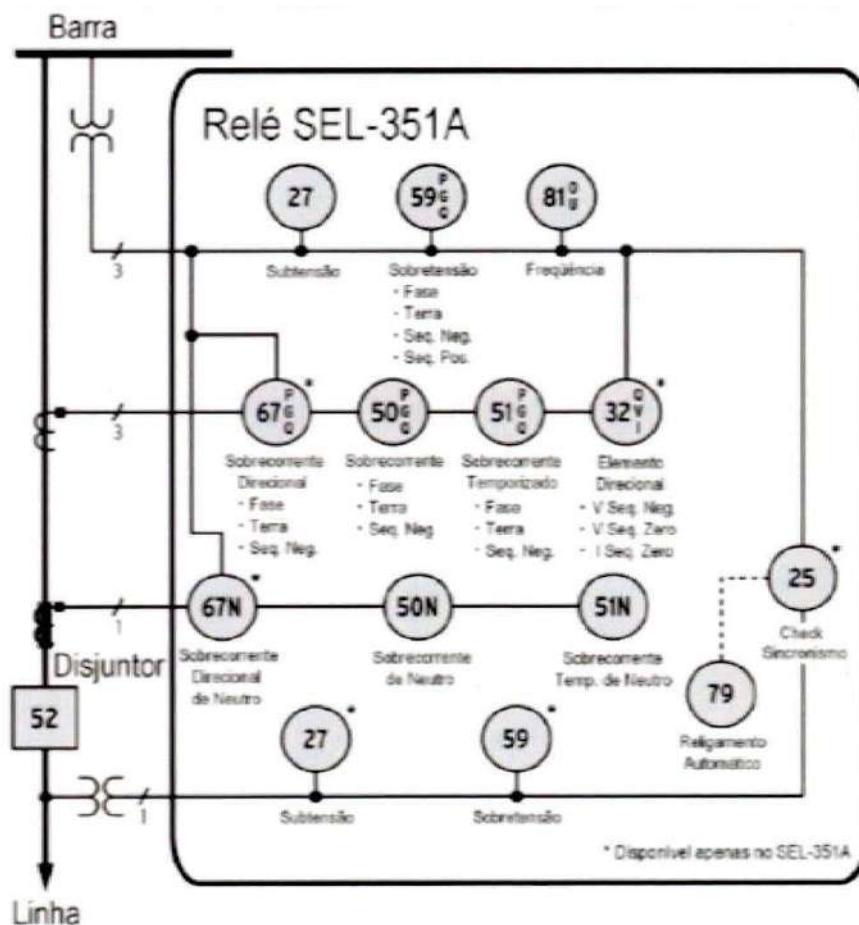 Barra
Relé SEL-351A
27
59 P G Q
81 O U
3
Subtensão
Sobretensão
- Fase
- Terra
- Seq. Neg.
- Seq. Pos.
Freqüência
67 P G Q *
50 P G Q
51 P G Q
32 Q V I *
3
Sobrecorrente
Direcional
- Fase
- Terra
- Seq. Neg.
Sobrecorrente
- Fase
- Terra
- Seq. Neg.
Sobrecorrente
Temporizado
- Fase
- Terra
- Seq. Neg.
Elemento
Direcional
- V Seq. Neg.
- V Seq. Zero
- I Seq. Zero
25 *
Check
Sincronismo
67N *
50N
51N
1
Sobrecorrente
Direcional
de Neutro
Sobrecorrente
de Neutro
Sobrecorrente
Temp. de Neutro
Disjuntor
52
79
Religamento
Automático
27 *
59 *
1
Subtensão
Sobretensão
* Disponível apenas no SEL-351A
Linha